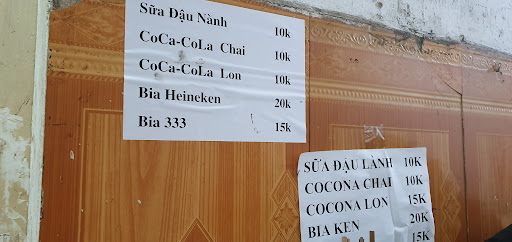 Sữa Đậu Nành 10k
CoCa-CoLa Chai 10k
CoCa-CoLa Lon 10k
Bia Heineken 20k
Bia 333 15k
SỮA ĐẬU LÀNH 10K
COCONA CHAI 10K
COCONA LON 15K
BIA KEN 20K
15K